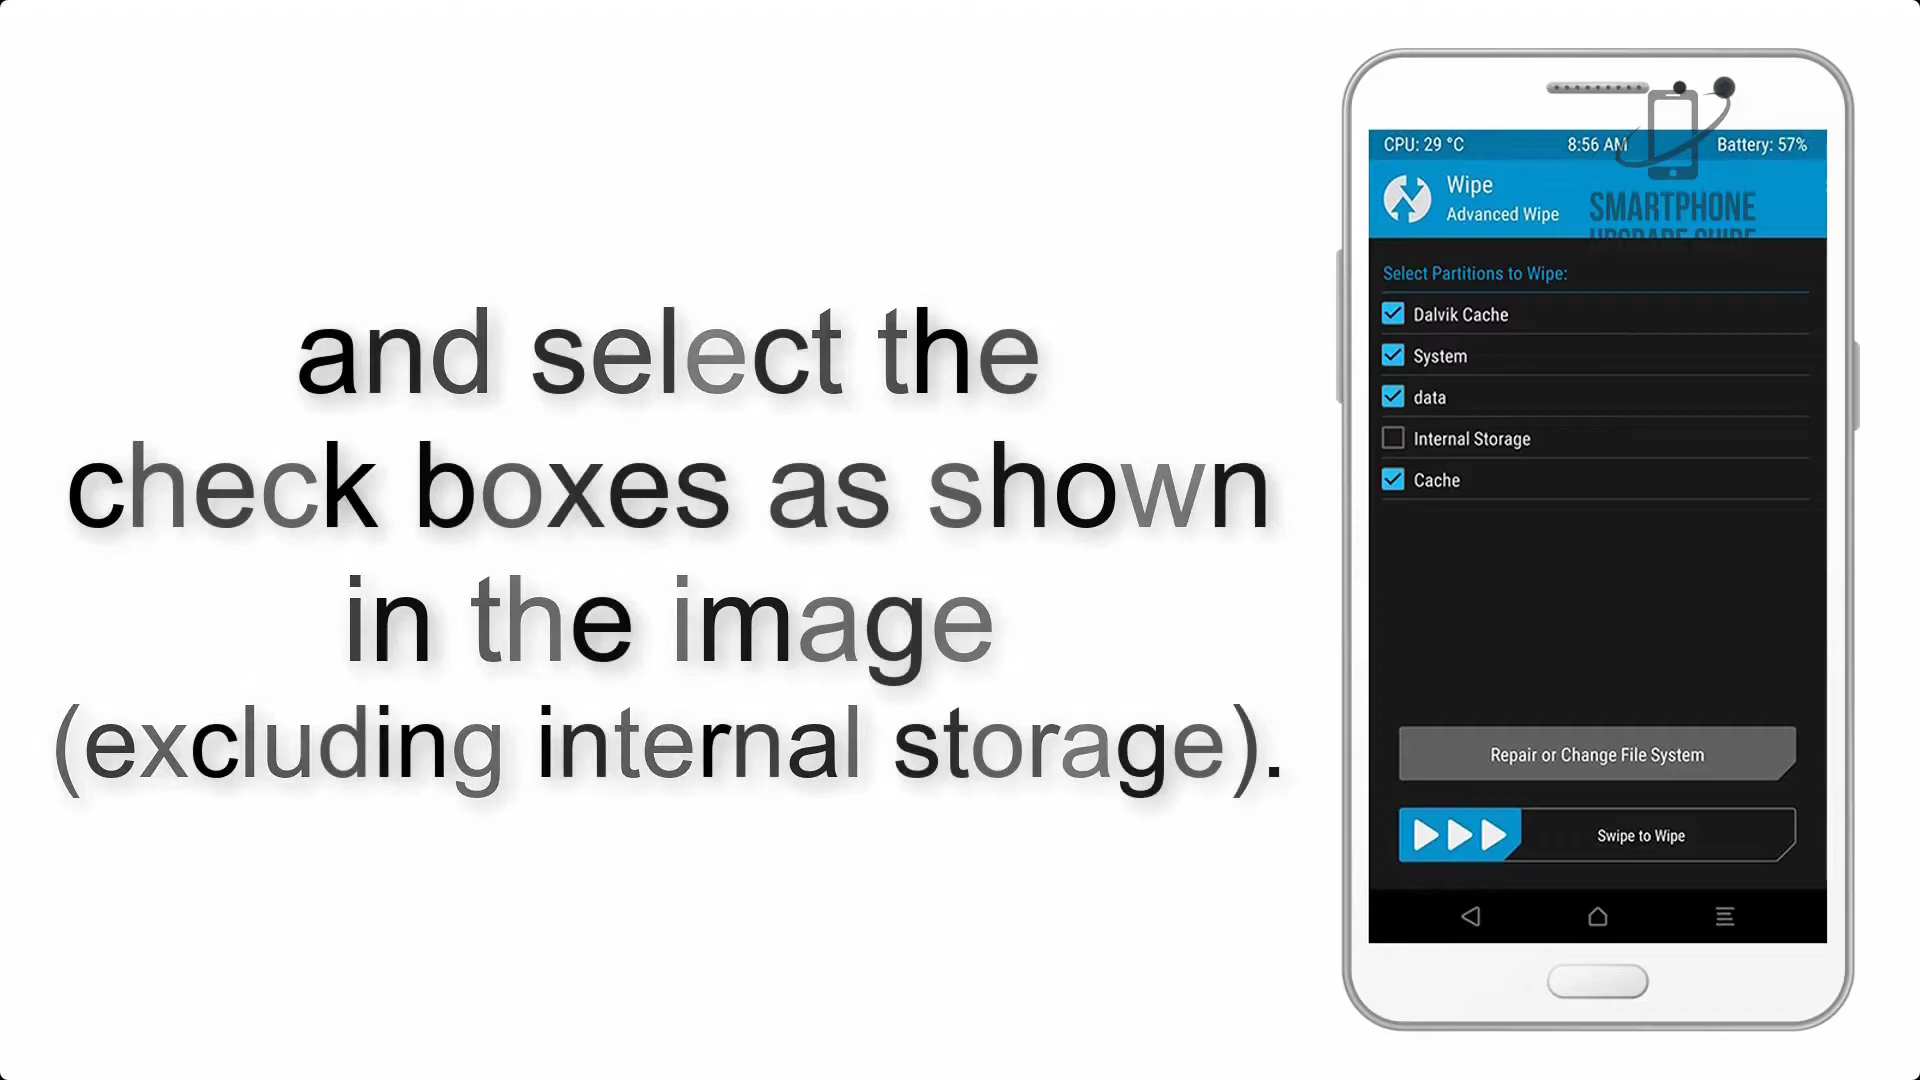 and select the
check boxes as shown
in the image
(excluding internal storage).
CPU: 29 °C 8:56 AM Battery: 57%
Wipe
Advanced Wipe
SMARTPHONE
UPGRADE GUIDE
Select Partitions to Wipe:
Dalvik Cache
System
data
Internal Storage
Cache
Repair or Change File System
Swipe to Wipe